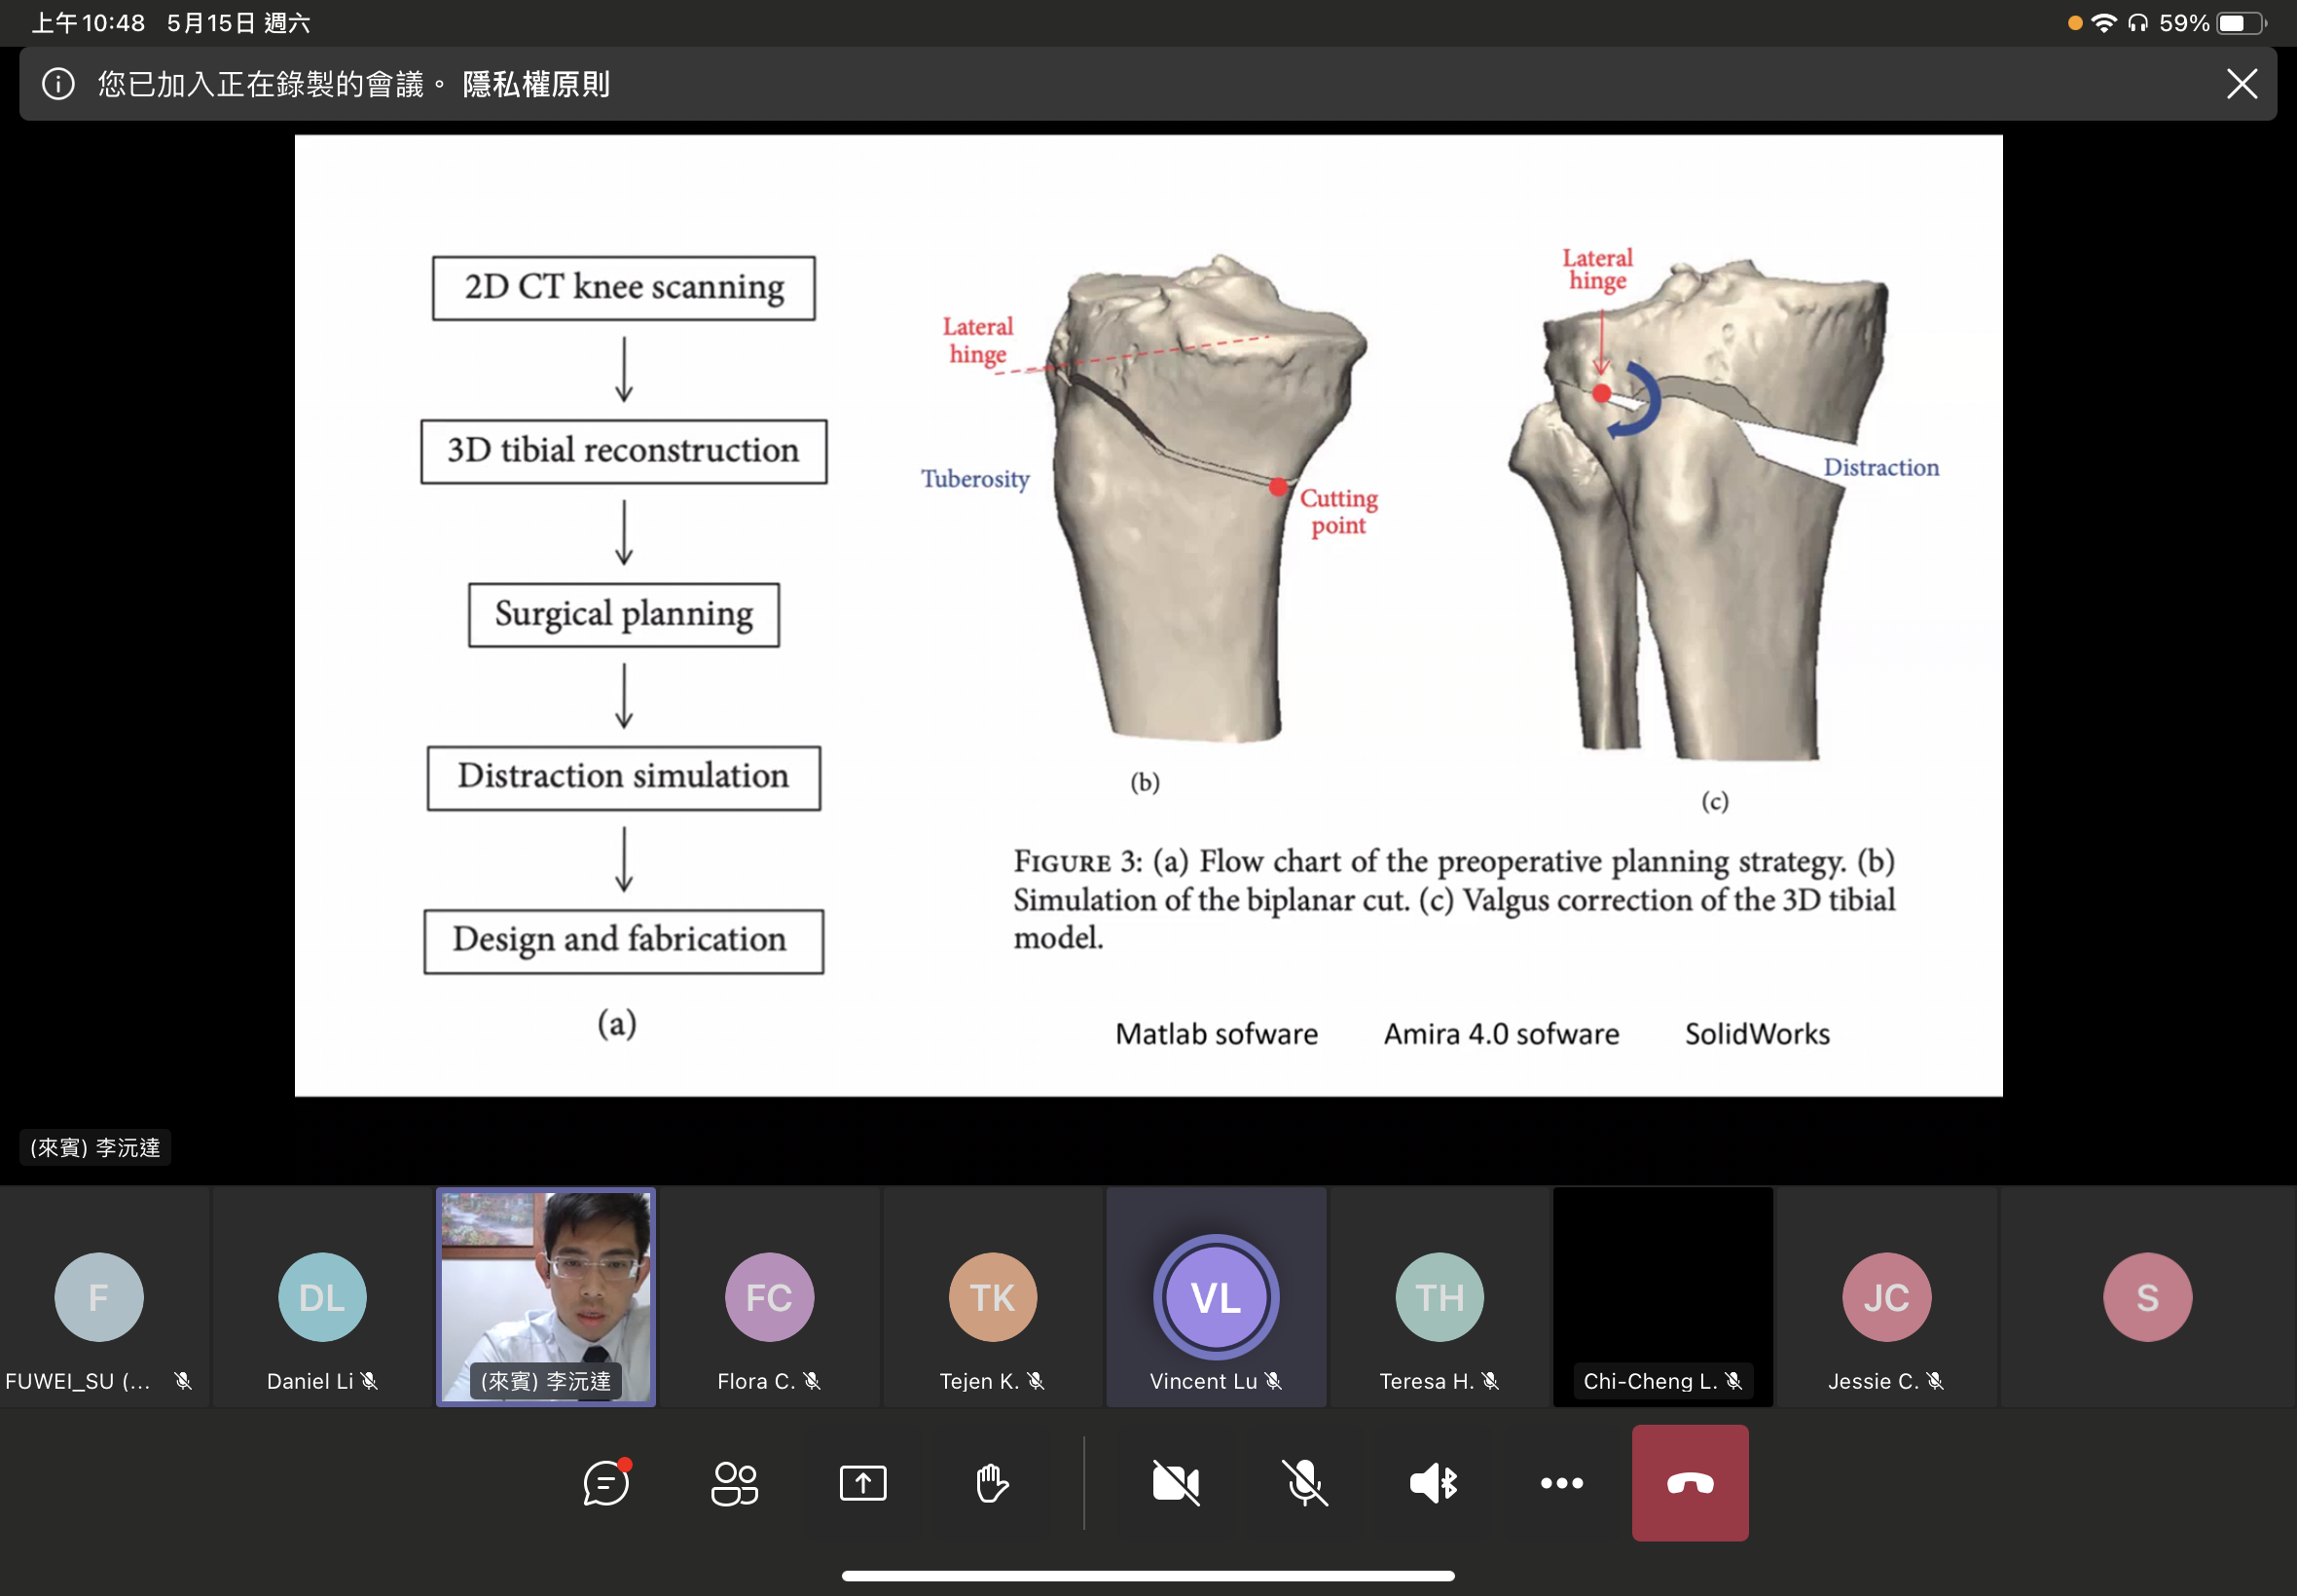 上午10:48 5月15日 週六
59%
您已加入正在錄製的會議。 隱私權原則
2D CT knee scanning
3D tibial reconstruction
Surgical planning
Distraction simulation
Design and fabrication
(a)
Lateral
hinge
Tuberosity
Cutting
point
(b)
Lateral
hinge
Distraction
(c)
FIGURE 3: (a) Flow chart of the preoperative planning strategy. (b)
Simulation of the biplanar cut. (c) Valgus correction of the 3D tibial
model.
Matlab sofware Amira 4.0 sofware SolidWorks
(來賓) 李沅達
F
DL
FC
TK
VL
TH
JC
S
FUWEI_SU (...
Daniel Li
(來賓) 李沅達
Flora C.
Tejen K.
Vincent Lu
Teresa H.
Chi-Cheng L.
Jessie C.